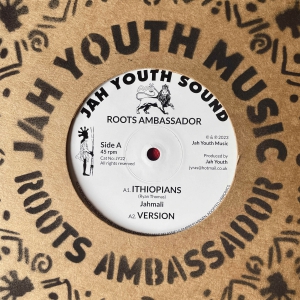 JAH YOUTH MUSIC
ROOTS AMBASSADOR
JAH YOUTH SOUND
ROOTS AMBASSADOR
Side A
45 rpm
Cat No. JY22
All rights reserved
℗ & © 2023
Jah Youth Music
Produced by
Jah Youth
A1. ITHIOPIANS
(Ryan Thomas)
Jahmali
A2. VERSION